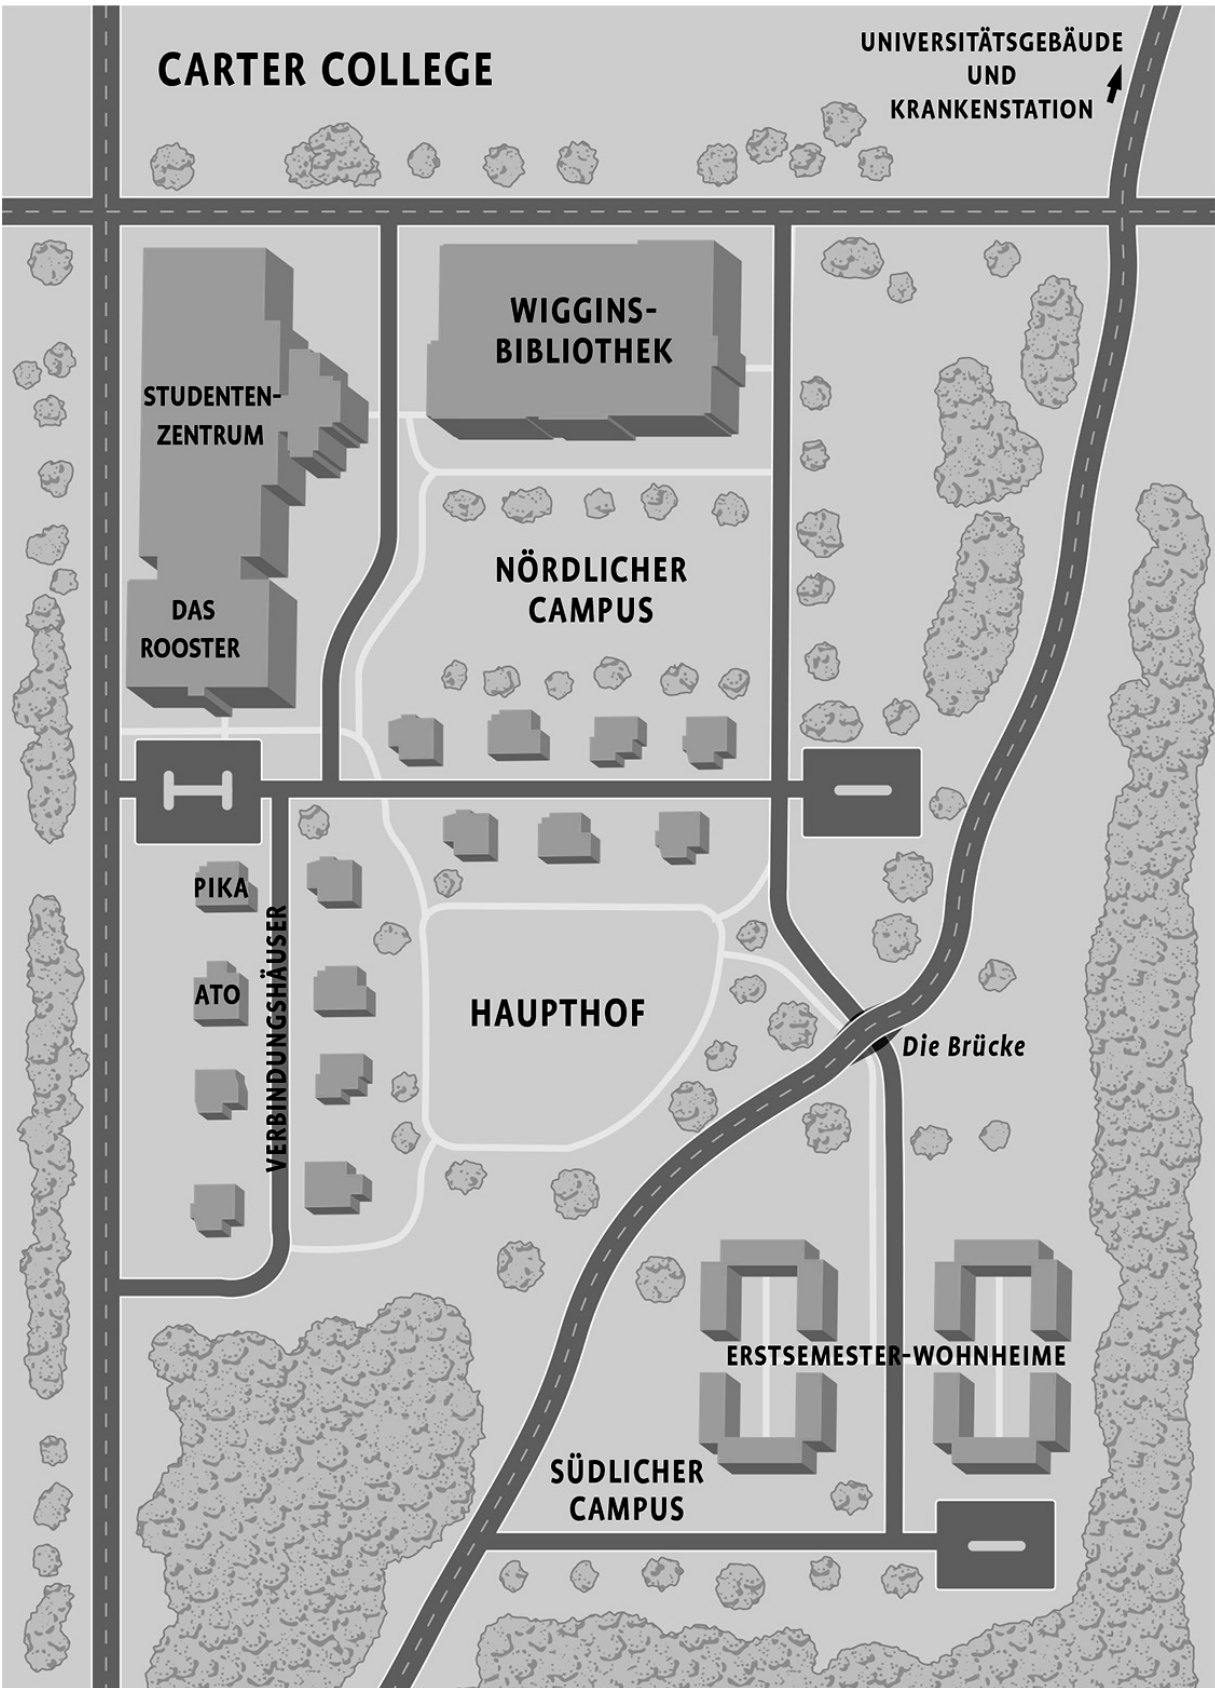 CARTER COLLEGE
UNIVERSITÄTSGEBÄUDE
UND
KRANKENSTATION
WIGGINS-
BIBLIOTHEK
STUDENTEN-
ZENTRUM
NÖRDLICHER
CAMPUS
DAS
ROOSTER
PIKA
ATO
VERBINDUNGSHÄUSER
HAUPTHOF
Die Brücke
ERSTSEMESTER-WOHNHEIME
SÜDLICHER
CAMPUS